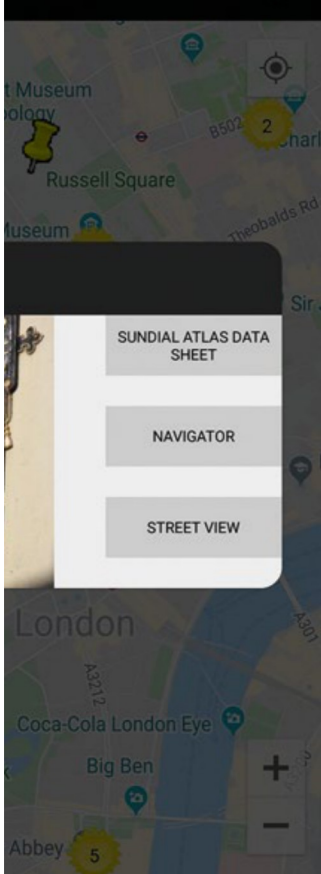 t Museum
ology
B502
2
harl
Russell Square
Museum
Theobalds Rd
Sir
SUNDIAL ATLAS DATA
SHEET
NAVIGATOR
STREET VIEW
London
A301
A3212
Coca-Cola London Eye
Big Ben
+
−
Abbey
5